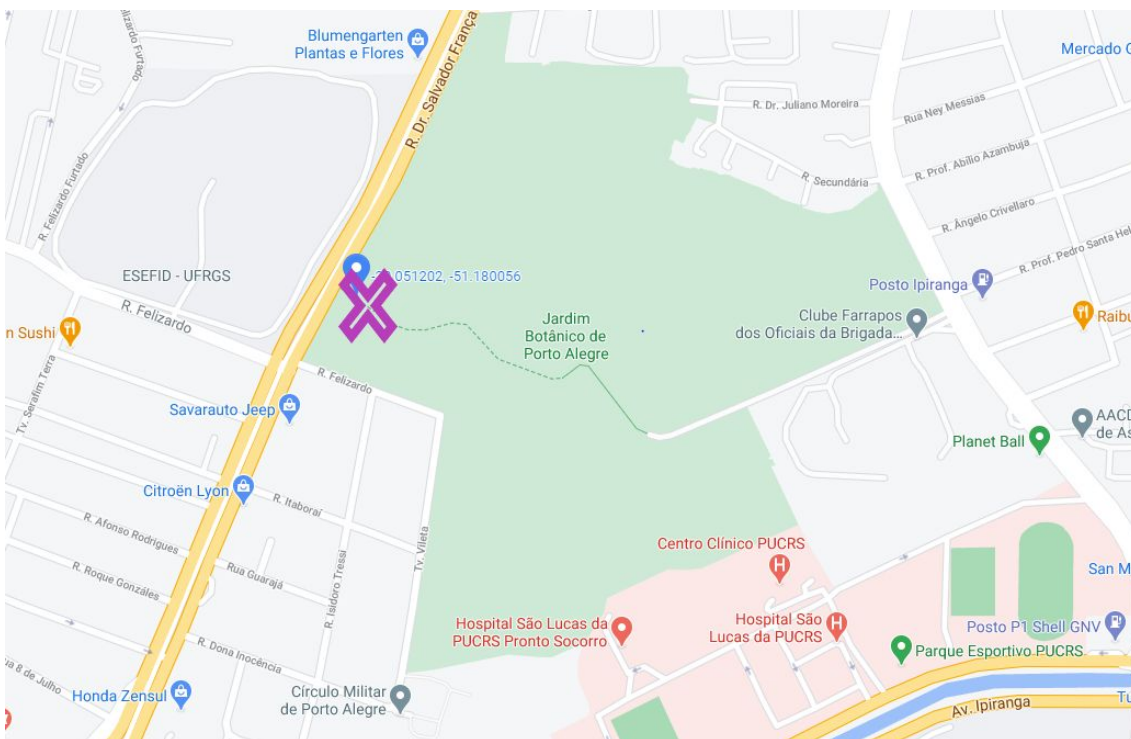 Blumengarten
Plantas e Flores
R. Dr. Salvador França
Mercado
R. Dr. Juliano Moreira
Rua Ney Messias
R. Prof. Abílio Azambuja
R. Secundária
R. Ângelo Crivellaro
R. Prof. Pedro Santa Hel
R. Felizardo Furtado
R. Felizardo Furtado
ESEFID - UFRGS
051202, -51.180056
Posto Ipiranga
R. Felizardo
n Sushi
Jardim
Botânico de
Porto Alegre
Clube Farrapos
dos Oficiais da Brigada...
Raibu
Tv. Serafim Terra
R. Felizardo
Savarauto Jeep
AACD
de As
Planet Ball
Citroën Lyon
R. Itaboraí
R. Afonso Rodrigues
Tv. Vileta
Centro Clínico PUCRS
H
R. Roque Gonzáles
Rua Guarajá
R. Isidoro Tressi
San M
Hospital São Lucas da
PUCRS Pronto Socorro
Hospital São
Lucas da PUCRS
H
Posto P1 Shell GNV
R. Dona Inocência
Parque Esportivo PUCRS
ua 8 de Julho
Honda Zensul
Círculo Militar
de Porto Alegre
Av. Ipiranga
Tu